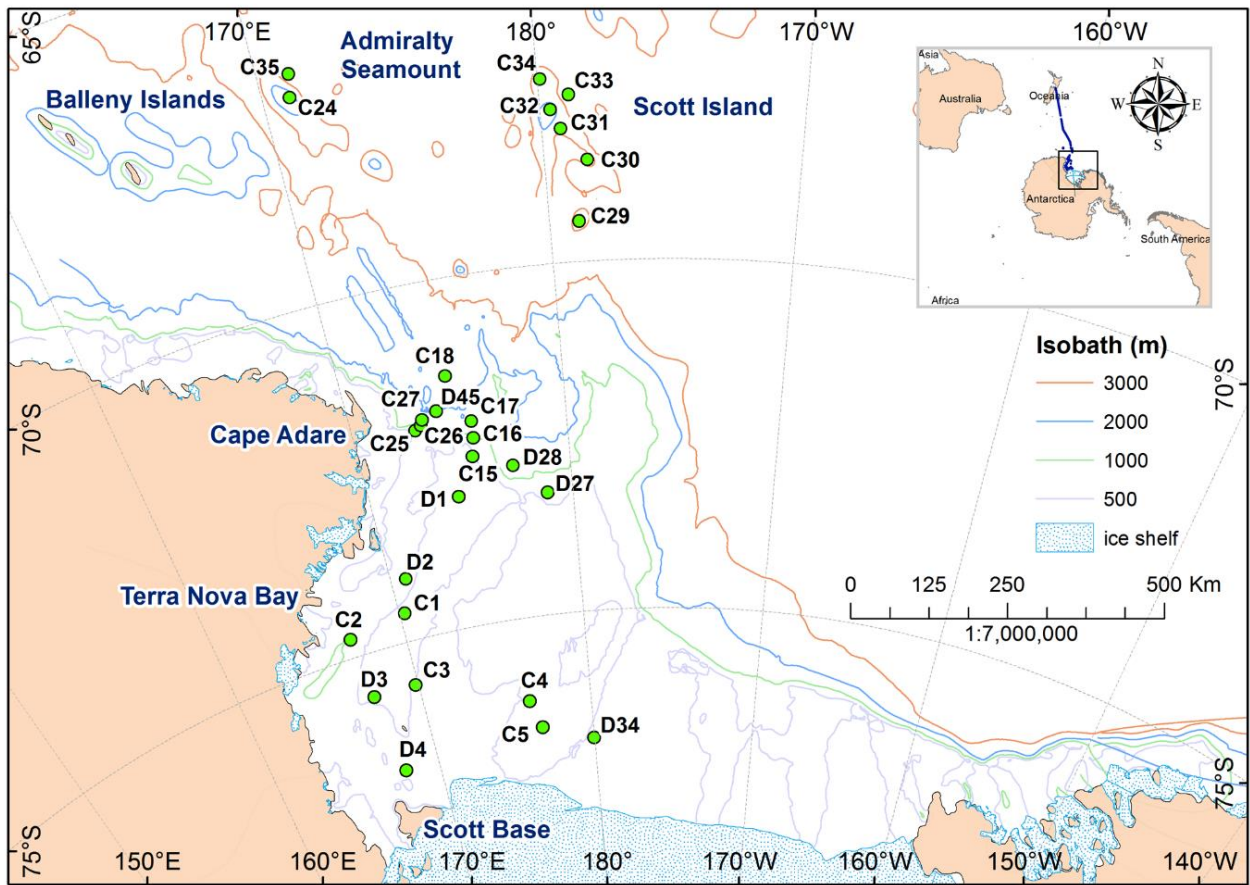 170°E
180°
170°W
160°W
65°S
Admiralty
Seamount
Balleny Islands
Scott Island
C35
C24
C34
C33
C32
C31
C30
C29
Asia
Australia
Oceania
Antarctica
South America
Africa
N
W
E
S
Isobath (m)
3000
2000
1000
500
ice shelf
0 125 250 500 Km
1:7,000,000
70°S
70°S
Cape Adare
Terra Nova Bay
Scott Base
C18
C27
D45
C17
C25
C26
C16
C15
D28
D1
D27
D2
C1
C2
D3
C3
C4
C5
D34
D4
75°S
75°S
150°E
160°E
170°E
180°
170°W
160°W
150°W
140°W